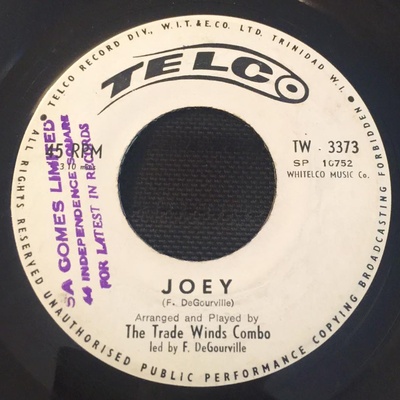 TELCO RECORD DIV., W.I.T.& E.CO. LTD. TRINIDAD W.I.
TELCO
45 RPM
TW . 3373
SP 10752
WHITELCO MUSIC Co.
SA GOMES LIMITED
44 INDEPENDENCE SQUARE
FOR LATEST IN RECORDS
JOEY
(F. DeGourville)
Arranged and Played by
The Trade Winds Combo
led by F. DeGourville
ALL RIGHTS RESERVED UNAUTHORISED PUBLIC PERFORMANCE COPYING BROADCASTING FORBIDDEN